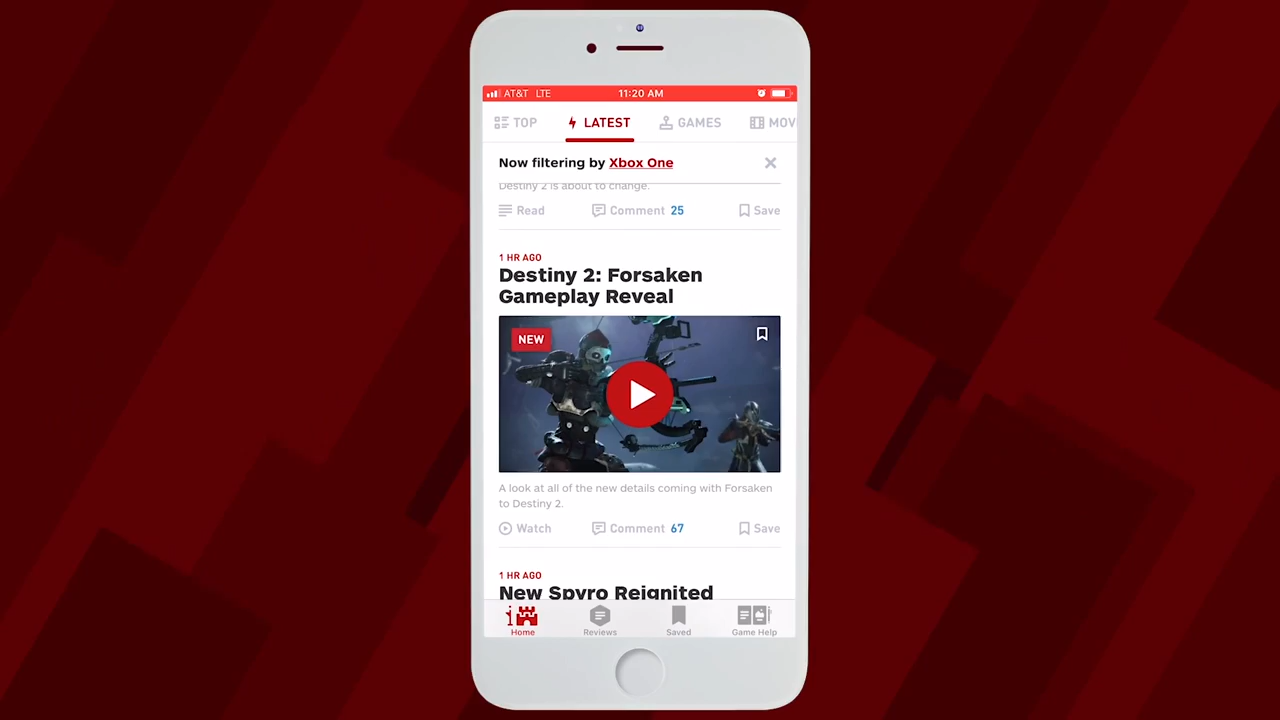 AT&T LTE 11:20 AM
TOP LATEST GAMES MOV
Now filtering by Xbox One
Destiny 2 is about to change.
Read Comment 25 Save
1 HR AGO
Destiny 2: Forsaken
Gameplay Reveal
NEW
A look at all of the new details coming with Forsaken
to Destiny 2.
Watch Comment 67 Save
1 HR AGO
New Spyro Reignited
Home Reviews Saved Game Help